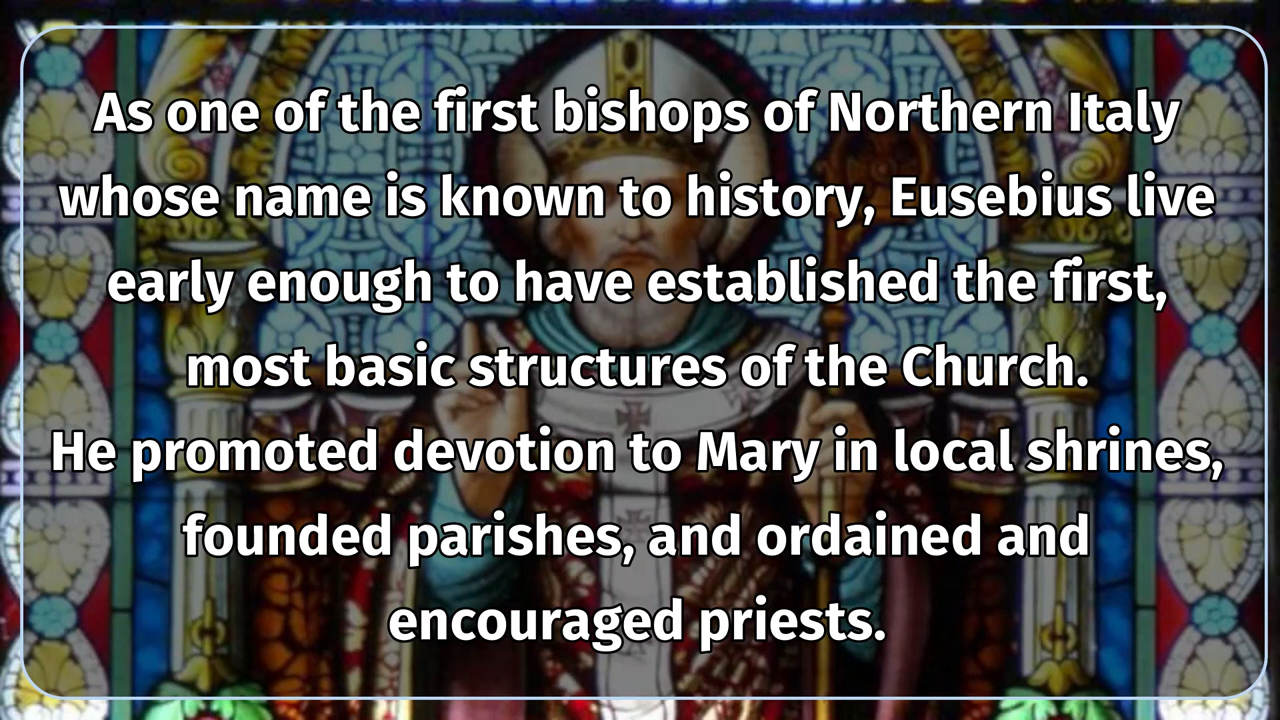 As one of the first bishops of Northern Italy
whose name is known to history, Eusebius live
early enough to have established the first,
most basic structures of the Church.
He promoted devotion to Mary in local shrines,
founded parishes, and ordained and
encouraged priests.